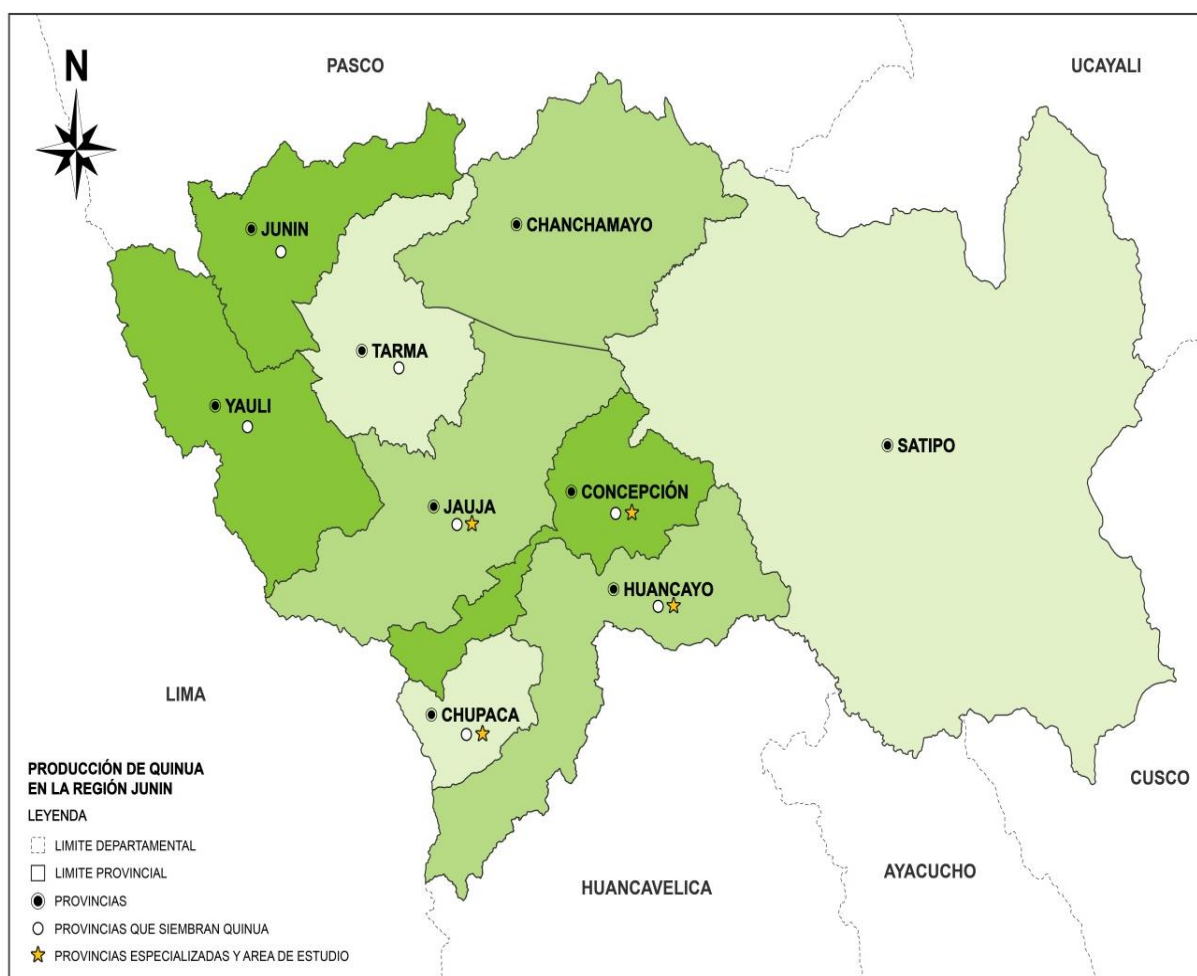 PASCO
UCAYALI
N
JUNIN
CHANCHAMAYO
TARMA
YAULI
SATIPO
CONCEPCIÓN
JAUJA
HUANCAYO
LIMA
CHUPACA
CUSCO
AYACUCHO
HUANCAVELICA
PRODUCCIÓN DE QUINUA
EN LA REGIÓN JUNIN
LEYENDA
LIMITE DEPARTAMENTAL
LIMITE PROVINCIAL
PROVINCIAS
PROVINCIAS QUE SIEMBRAN QUINUA
PROVINCIAS ESPECIALIZADAS Y AREA DE ESTUDIO